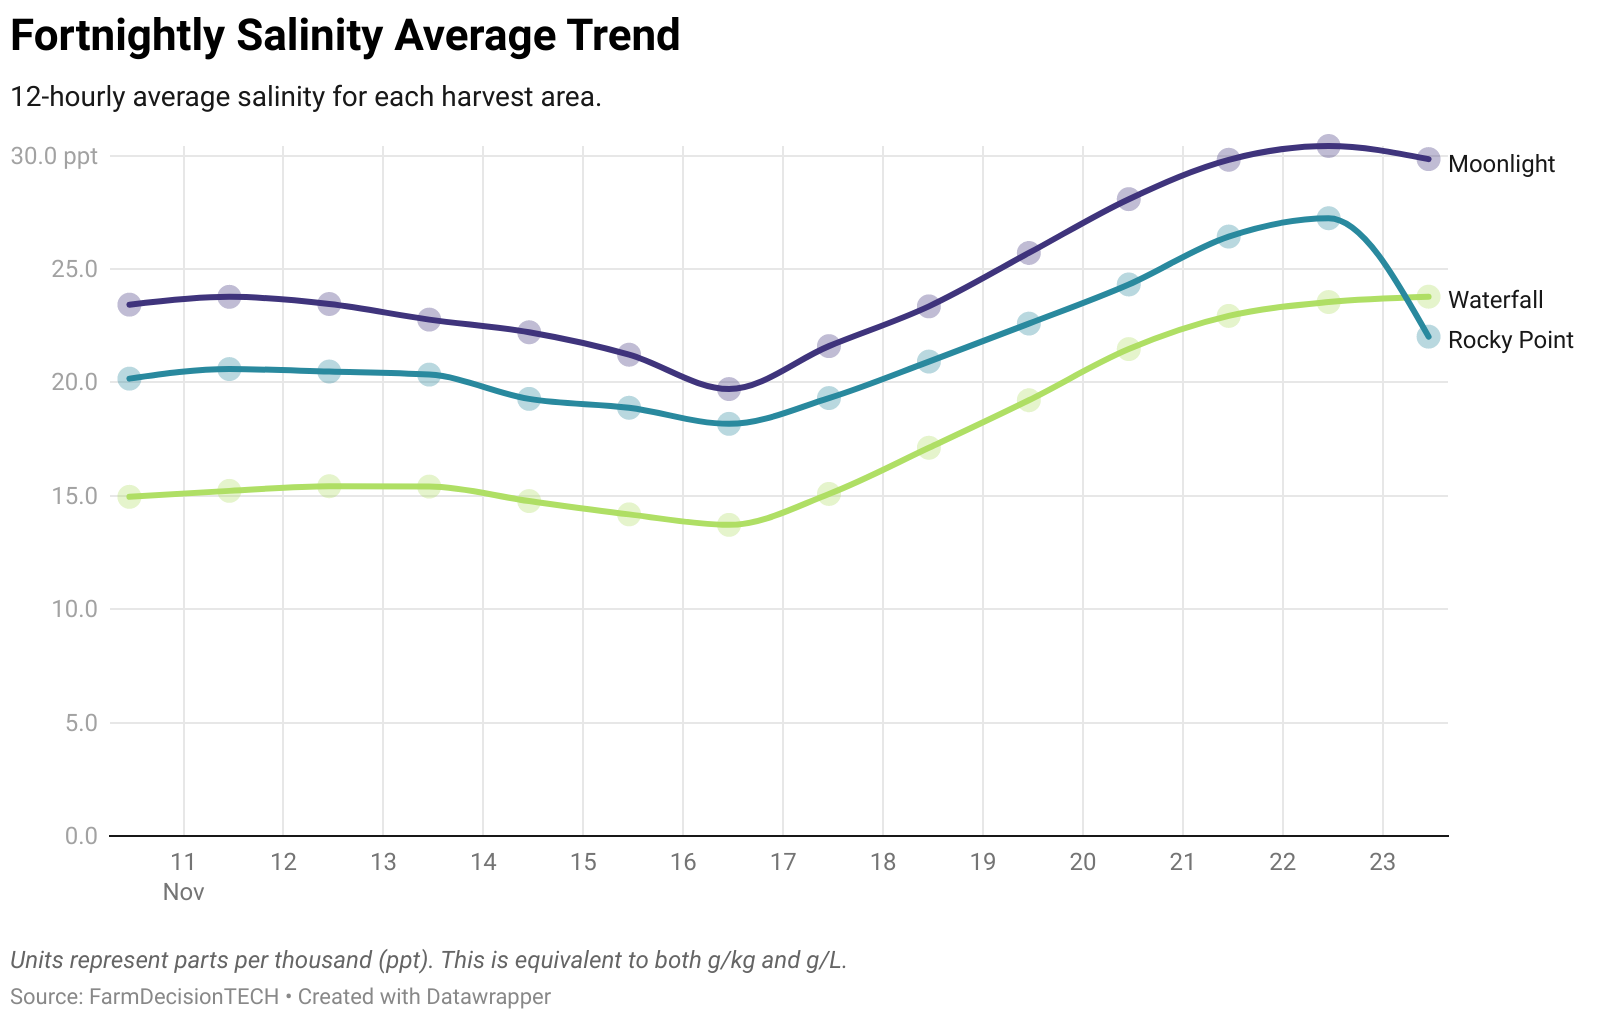 Fortnightly Salinity Average Trend
12-hourly average salinity for each harvest area.
30.0 ppt
Moonlight
25.0
Waterfall
Rocky Point
20.0
15.0
10.0
5.0
0.0
11 12 13 14 15 16 17 18 19 20 21 22 23
Nov
Units represent parts per thousand (ppt). This is equivalent to both g/kg and g/L.
Source: FarmDecisionTECH • Created with Datawrapper